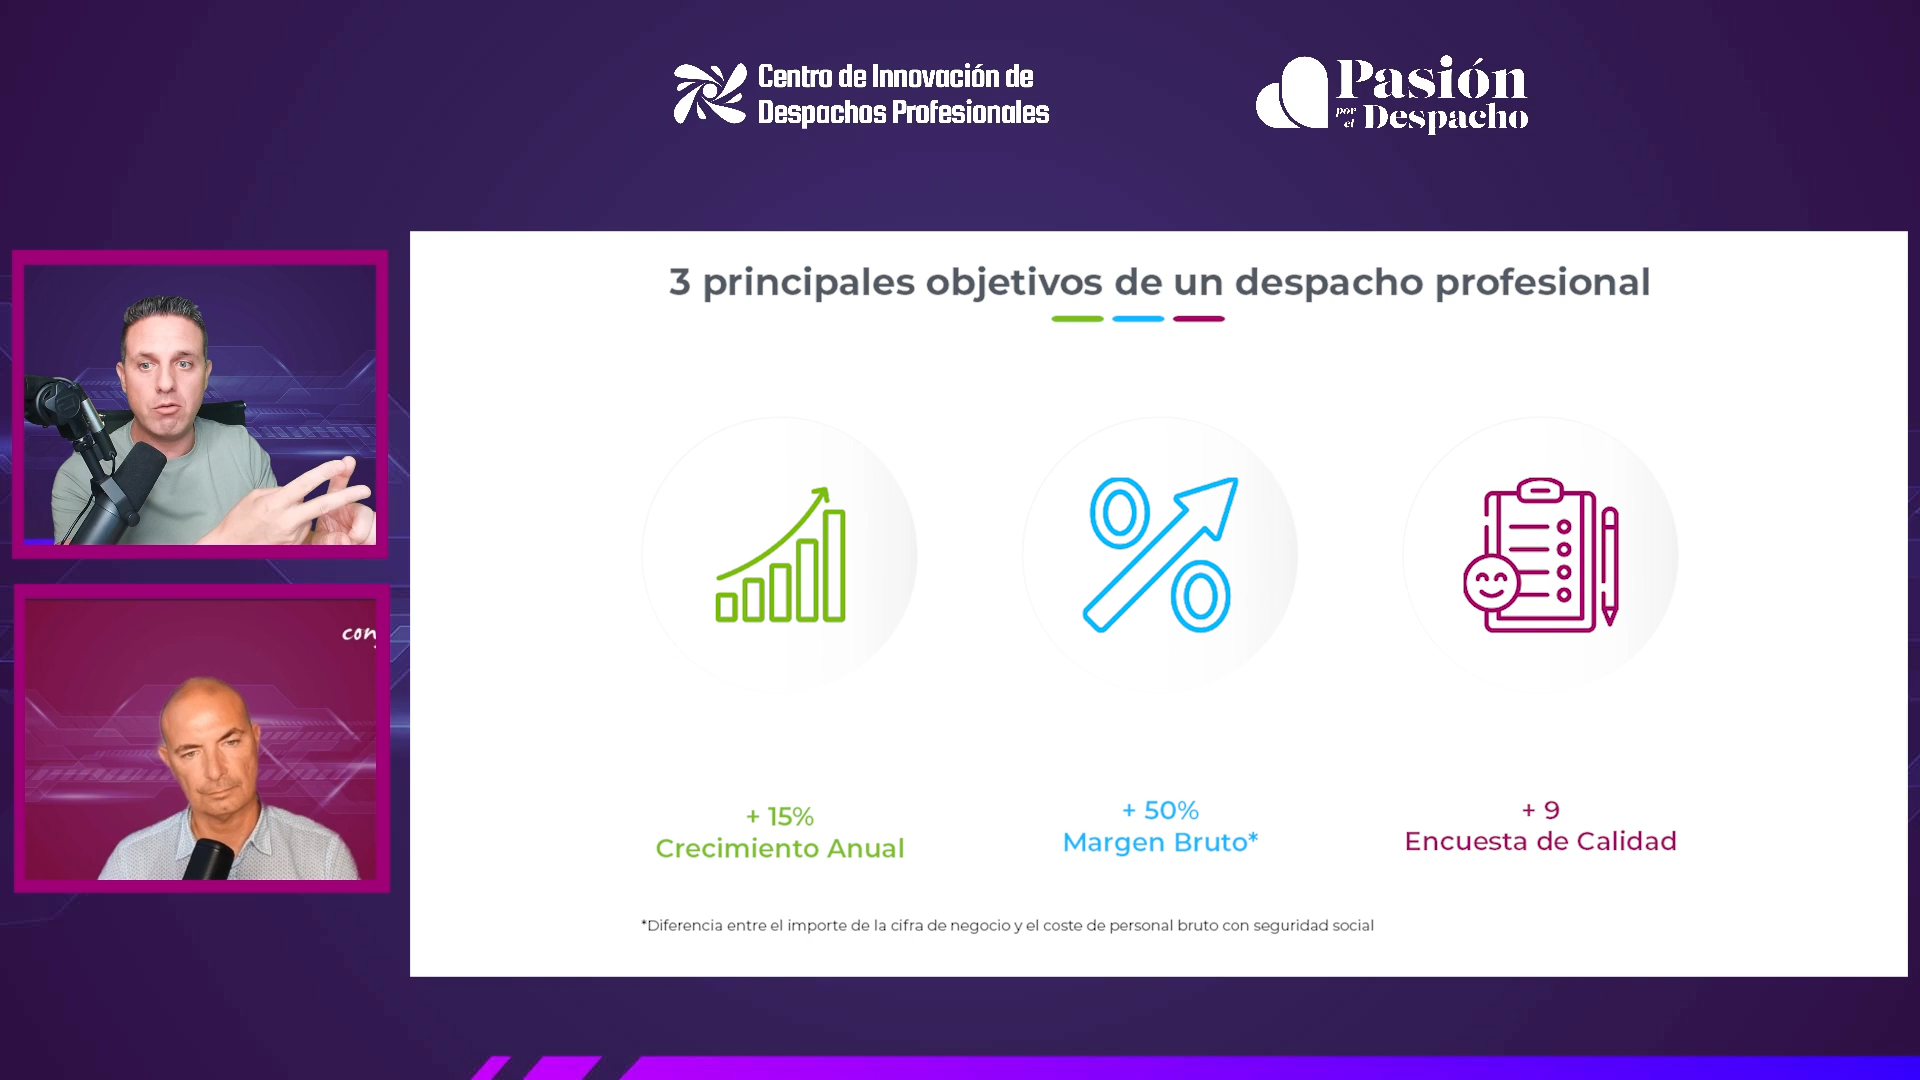 Centro de Innovación de
Despachos Profesionales
Pasión
por el Despacho
3 principales objetivos de un despacho profesional
+ 15%
Crecimiento Anual
+ 50%
Margen Bruto*
+ 9
Encuesta de Calidad
*Diferencia entre el importe de la cifra de negocio y el coste de personal bruto con seguridad social